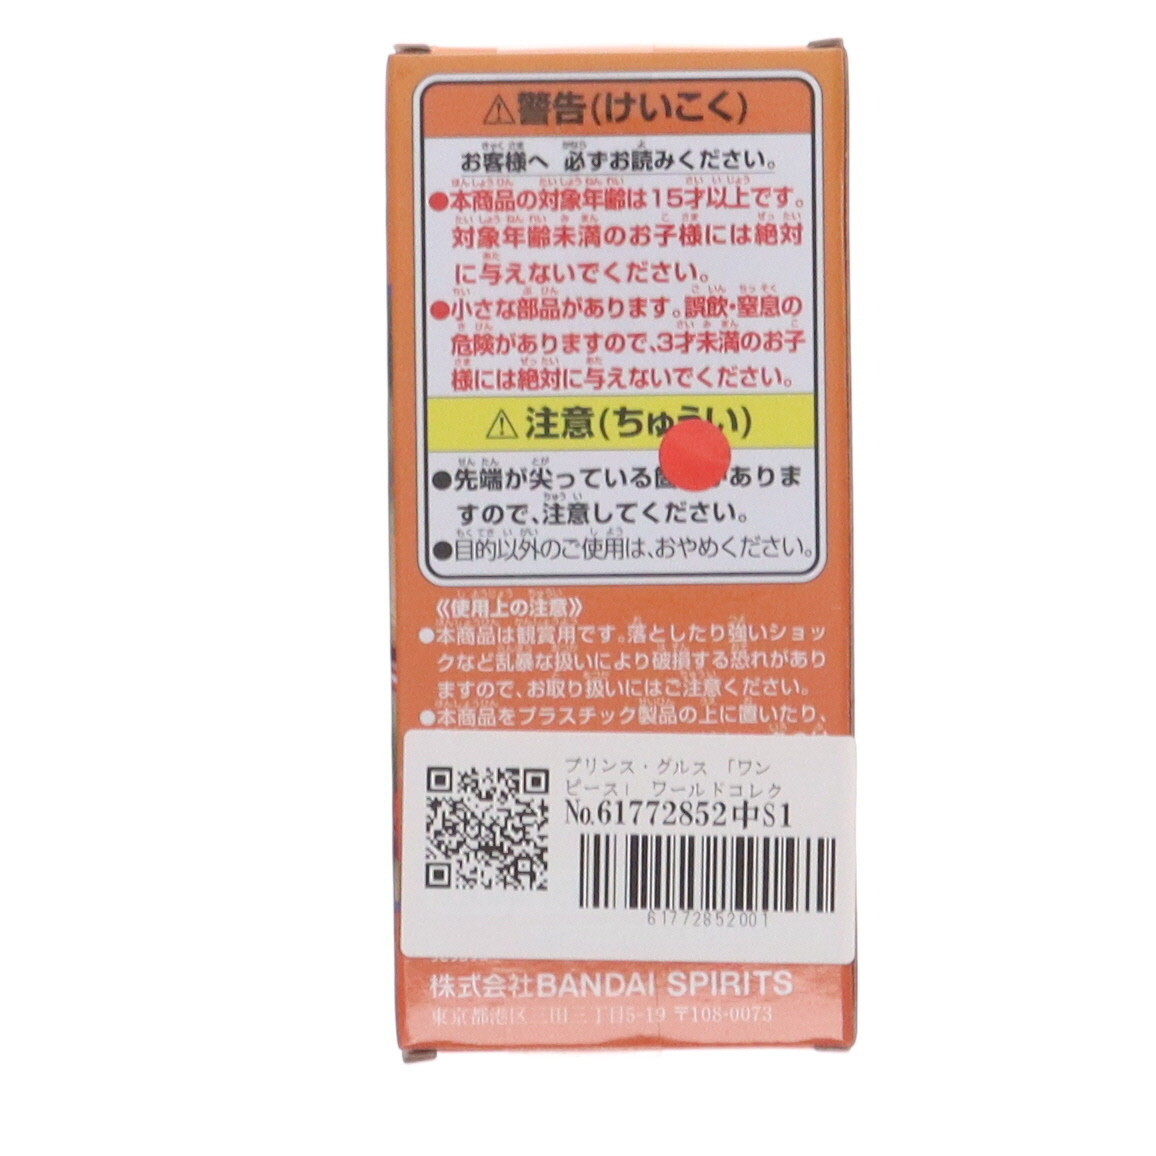 ⚠警告(けいこく)
お客様へ 必ずお読みください。
●本商品の対象年齢は15才以上です。
対象年齢未満のお子様には絶対
に与えないでください。
●小さな部品があります。誤飲・窒息の
危険がありますので、3才未満のお子
様には絶対に与えないでください。
⚠注意(ちゅうい)
●先端が尖っている がありま
すので、注意してください。
●目的以外のご使用は、おやめください。
《使用上の注意》
●本商品は観賞用です。落としたり強いショッ
クなど乱暴な扱いにより破損する恐れがあり
ますので、お取り扱いにはご注意ください。
●本商品をプラスチック製品の上に置いたり、
プリンス・グルス 「ワン
ピース」 ワールドコレク
No.61772852中S1
61772852001
株式会社BANDAI SPIRITS
東京都港区三田三丁目5-19 〒108-0073